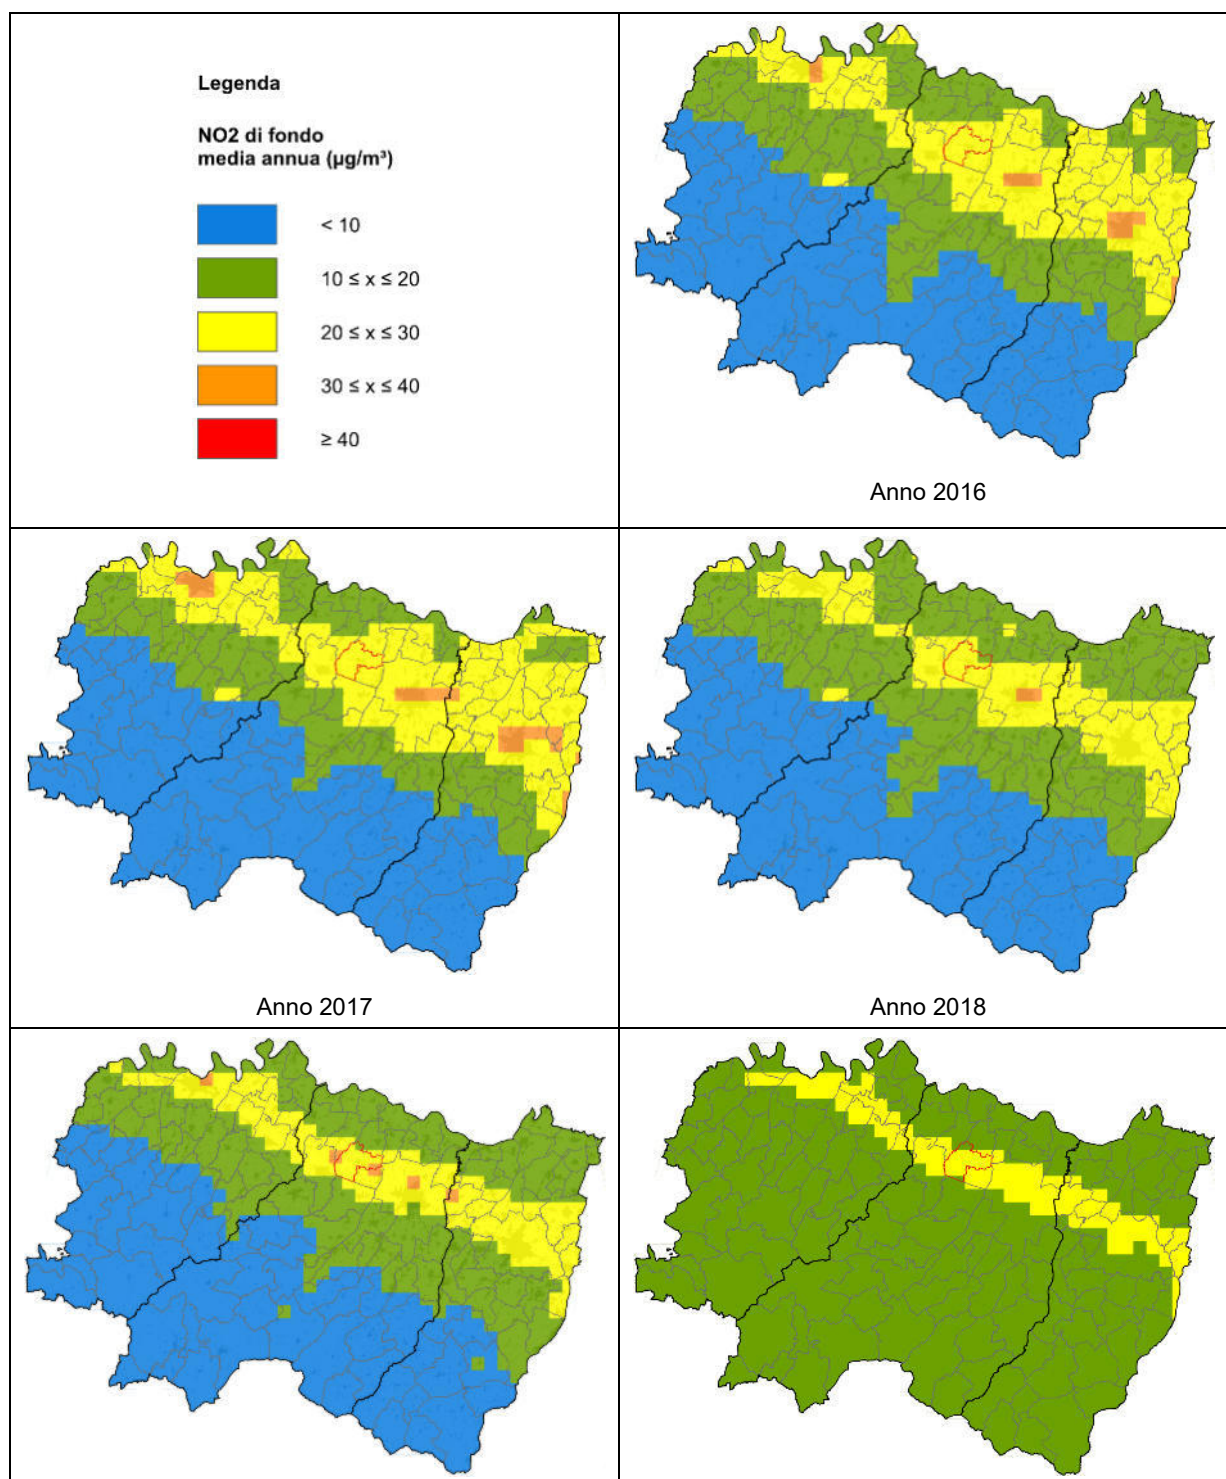 Legenda
NO2 di fondo
media annua (µg/m³)
< 10
10 ≤ x ≤ 20
20 ≤ x ≤ 30
30 ≤ x ≤ 40
≥ 40
Anno 2016
Anno 2017
Anno 2018